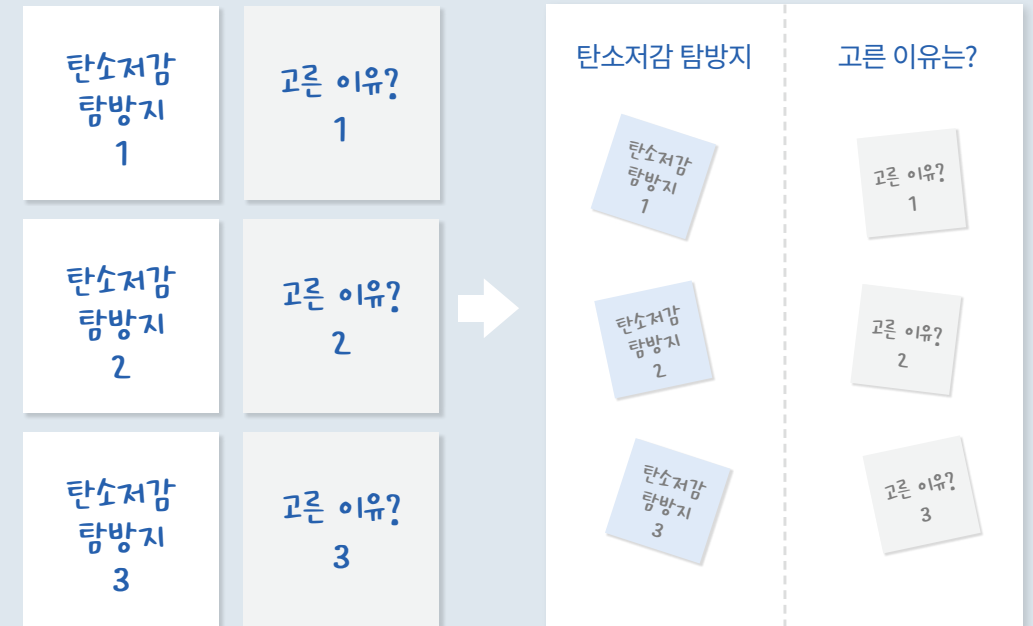 탄소저감
탐방지
1
고른 이유?
1
탄소저감
탐방지
2
고른 이유?
2
탄소저감
탐방지
3
고른 이유?
3
탄소저감 탐방지
고른 이유는?
탄소저감
탐방지
1
고른 이유?
1
탄소저감
탐방지
2
고른 이유?
2
탄소저감
탐방지
3
고른 이유?
3